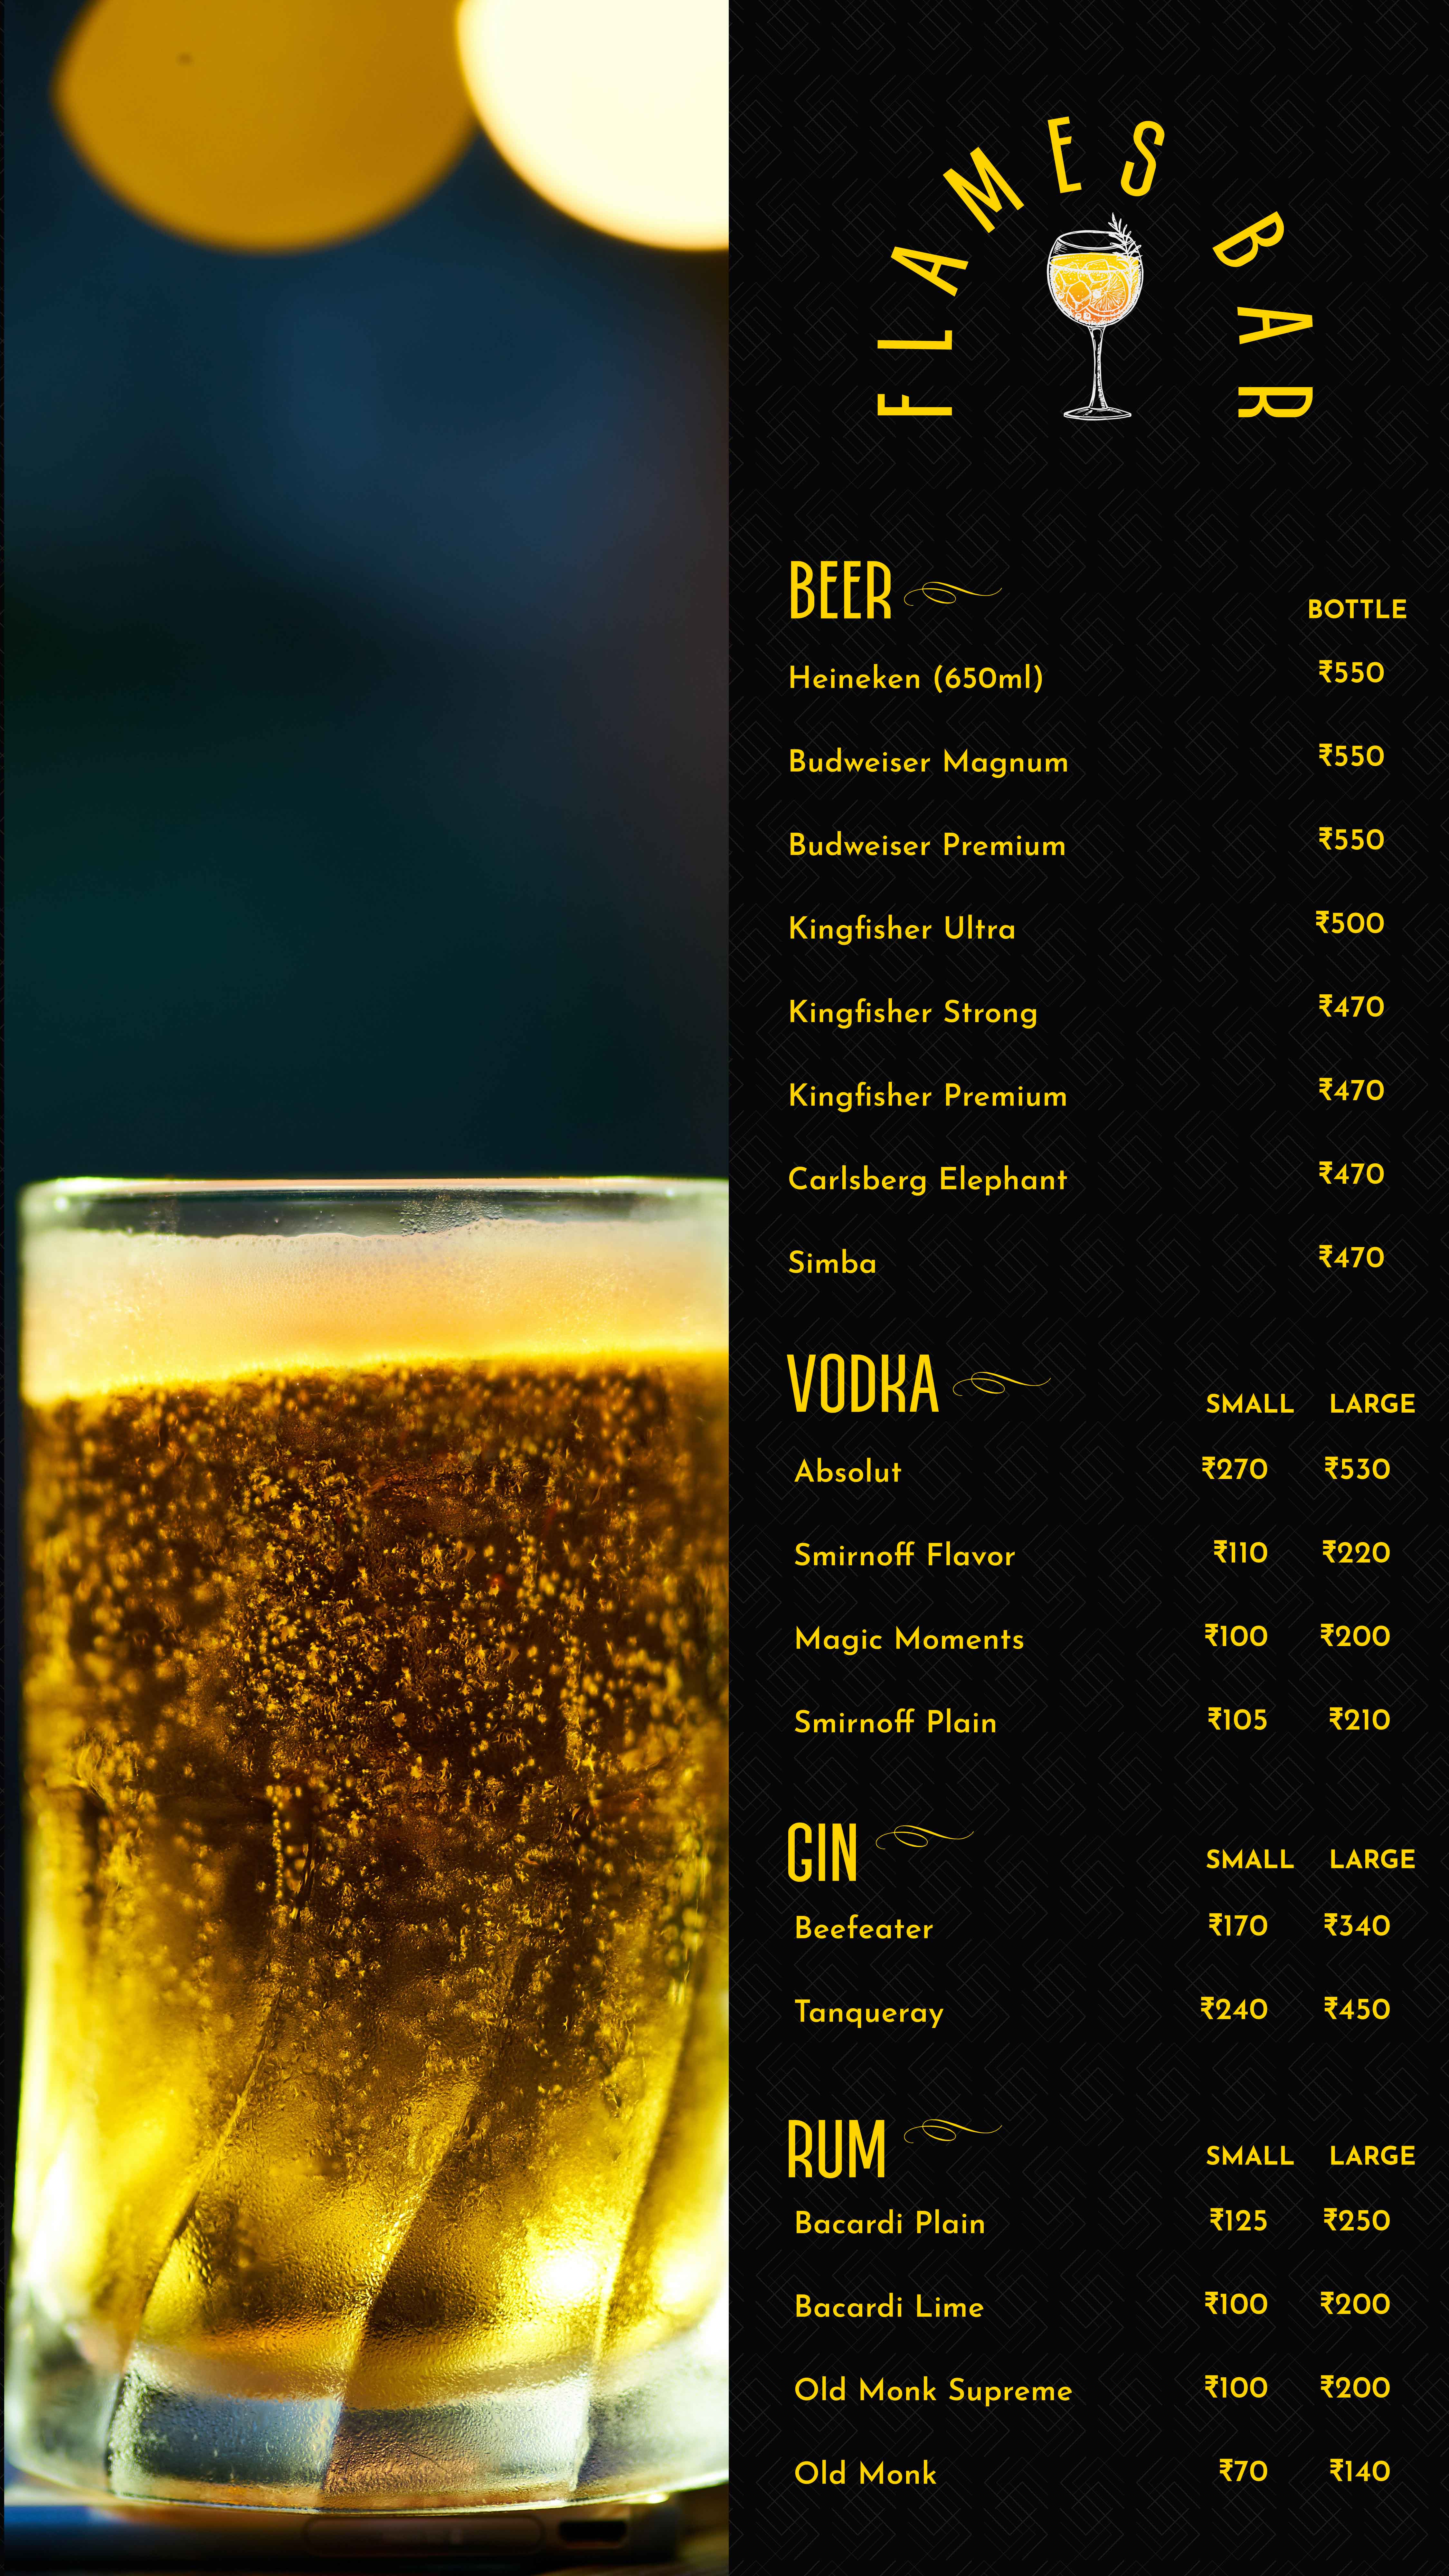 FLAMES BAR
BEER
BOTTLE
Heineken (650ml) ₹550
Budweiser Magnum ₹550
Budweiser Premium ₹550
Kingfisher Ultra ₹500
Kingfisher Strong ₹470
Kingfisher Premium ₹470
Carlsberg Elephant ₹470
Simba ₹470
VODKA
SMALL LARGE
Absolut ₹270 ₹530
Smirnoff Flavor ₹110 ₹220
Magic Moments ₹100 ₹200
Smirnoff Plain ₹105 ₹210
GIN
SMALL LARGE
Beefeater ₹170 ₹340
Tanqueray ₹240 ₹450
RUM
SMALL LARGE
Bacardi Plain ₹125 ₹250
Bacardi Lime ₹100 ₹200
Old Monk Supreme ₹100 ₹200
Old Monk ₹70 ₹140